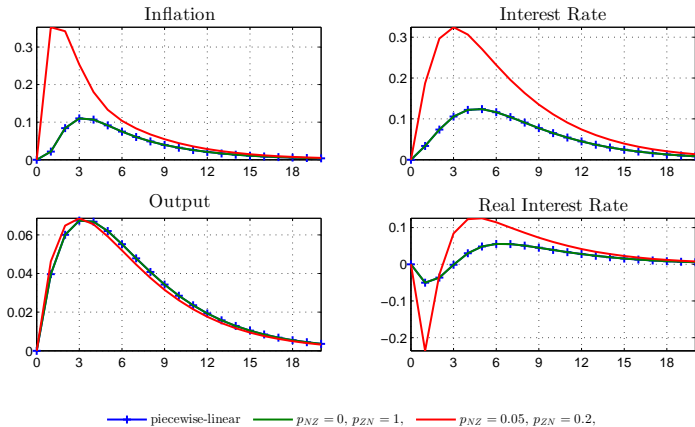 Inflation
0.3
0.2
0.1
0
0 3 6 9 12 15 18
Interest Rate
0.3
0.2
0.1
0
0 3 6 9 12 15 18
Output
0.06
0.04
0.02
0
0 3 6 9 12 15 18
Real Interest Rate
0.1
0
−0.1
−0.2
0 3 6 9 12 15 18
piecewise-linear p_NZ = 0, p_ZN = 1, p_NZ = 0.05, p_ZN = 0.2,